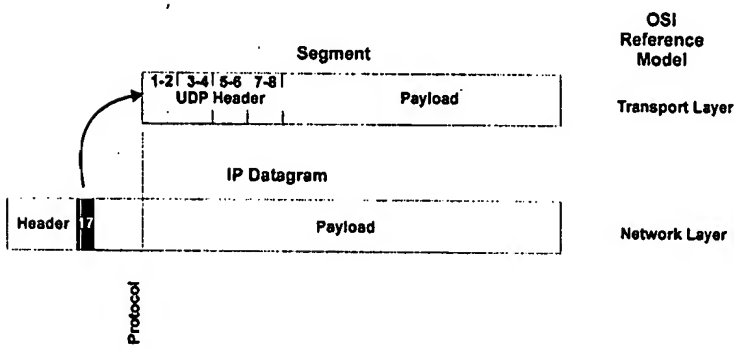 OSI
Reference
Model
Segment
1-2 3-4 5-6 7-8
UDP Header
Payload
Transport Layer
IP Datagram
Header
17
Payload
Network Layer
Protocol